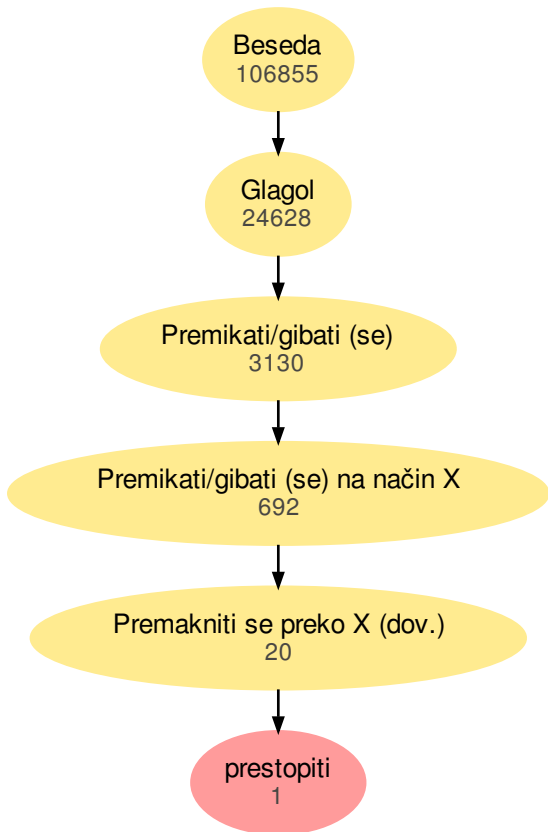 Beseda
106855
Glagol
24628
Premikati/gibati (se)
3130
Premikati/gibati (se) na način X
692
Premakniti se preko X (dov.)
20
prestopiti
1